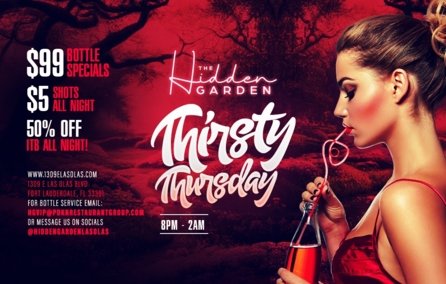 $99 BOTTLE
SPECIALS
$5 SHOTS
ALL NIGHT
50% OFF
ITB ALL NIGHT!
WWW.1309ELASOLAS.COM
1309 E LAS OLAS BLVD
FORT LAUDERDALE, FL 33301
FOR BOTTLE SERVICE EMAIL:
OR MESSAGE US ON SOCIALS
@HIDDENGARDENLASOLAS
THE
Hidden
GARDEN
Thirsty
Thursday
8PM - 2AM